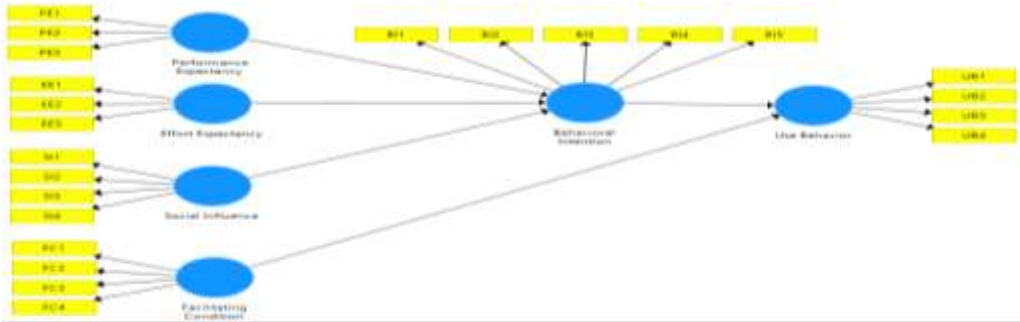 PE1
PE2
PE3
Performance
Expectancy
EE1
EE2
EE3
Effort Expectancy
SI1
SI2
SI3
SI4
Social Influence
FC1
FC2
FC3
FC4
Facilitating
Condition
BI1
BI2
BI3
BI4
BI5
Behavioral
Intention
Use Behavior
UB1
UB2
UB3
UB4